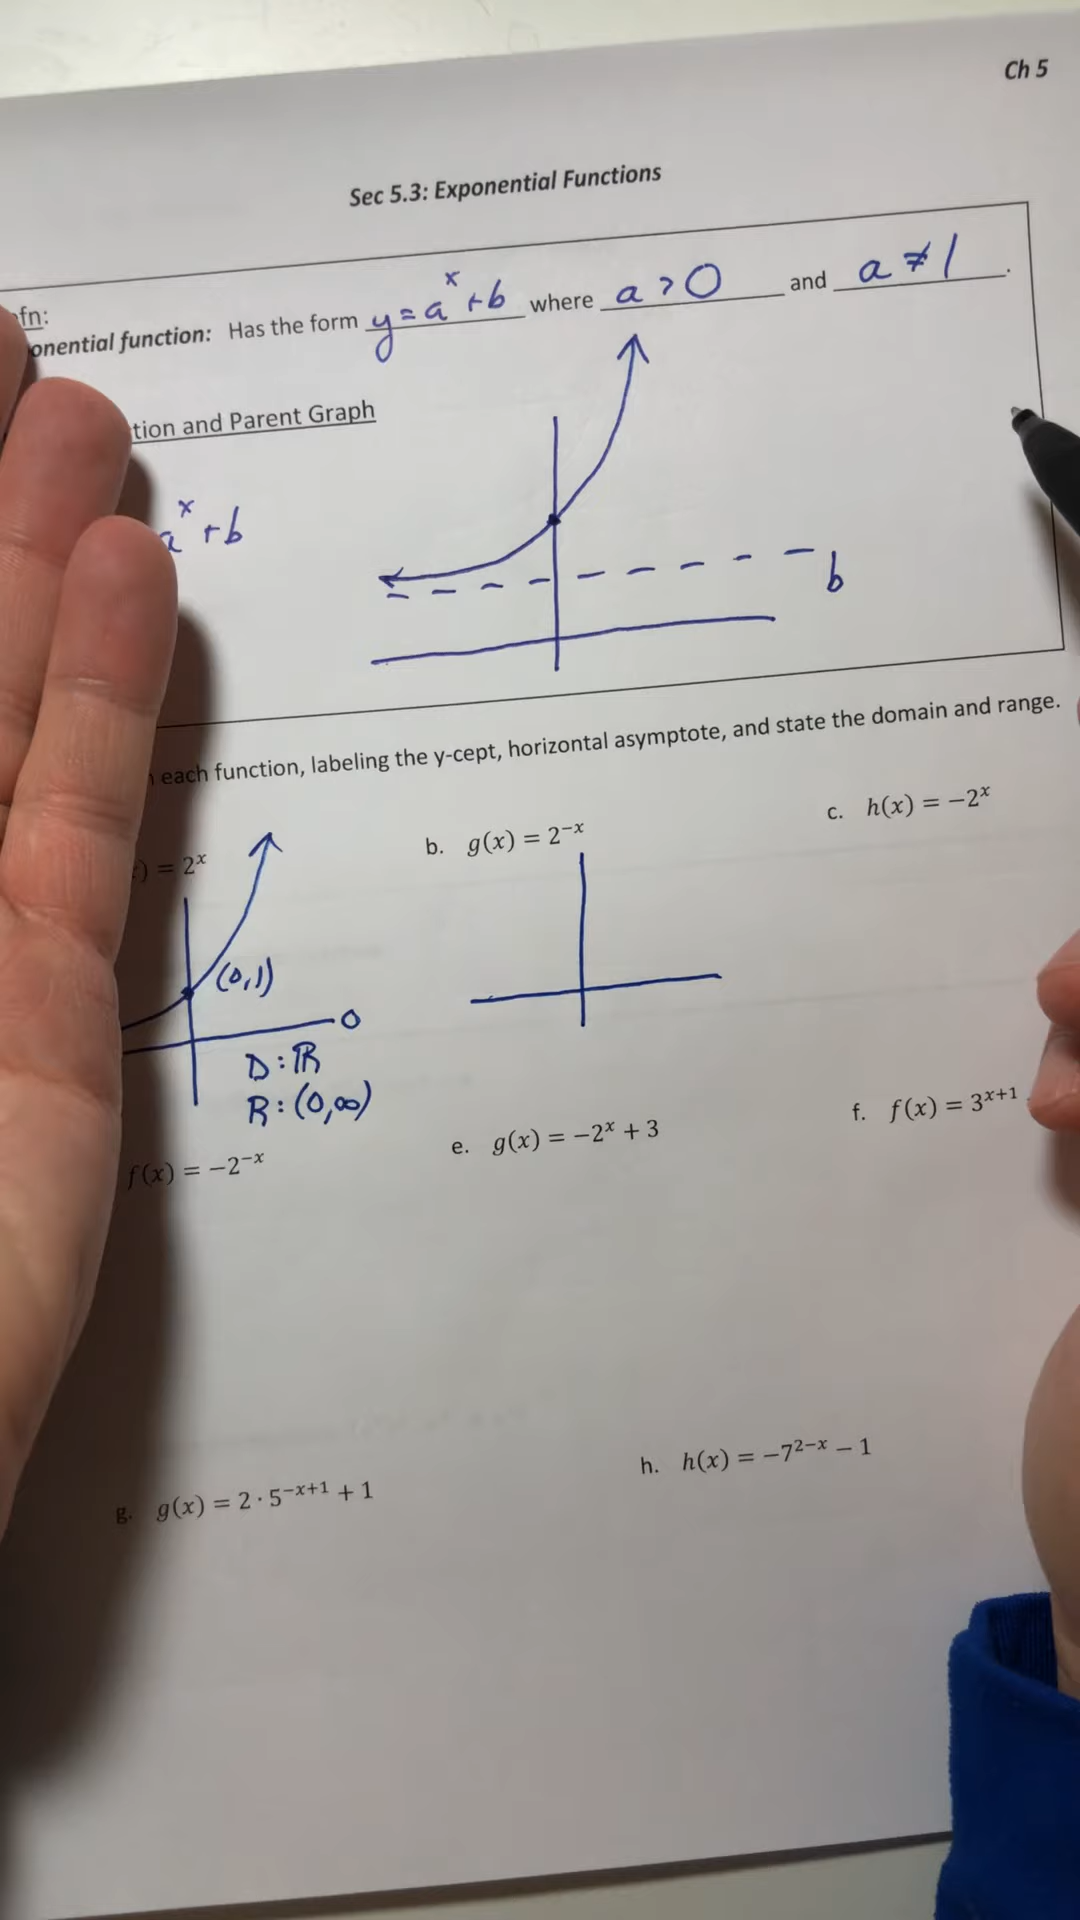 Ch 5
Sec 5.3: Exponential Functions
fn:
onential function: Has the form y = a^x + b where a > 0 and a ≠ 1.
tion and Parent Graph
a^x + b
b
each function, labeling the y-cept, horizontal asymptote, and state the domain and range.
) = 2^x
b. g(x) = 2^{-x}
c. h(x) = −2^x
(0,1)
0
D: ℝ
R: (0,∞)
f(x) = −2^{-x}
e. g(x) = −2^x + 3
f. f(x) = 3^{x+1}
g. g(x) = 2 · 5^{-x+1} + 1
h. h(x) = −7^{2-x} − 1